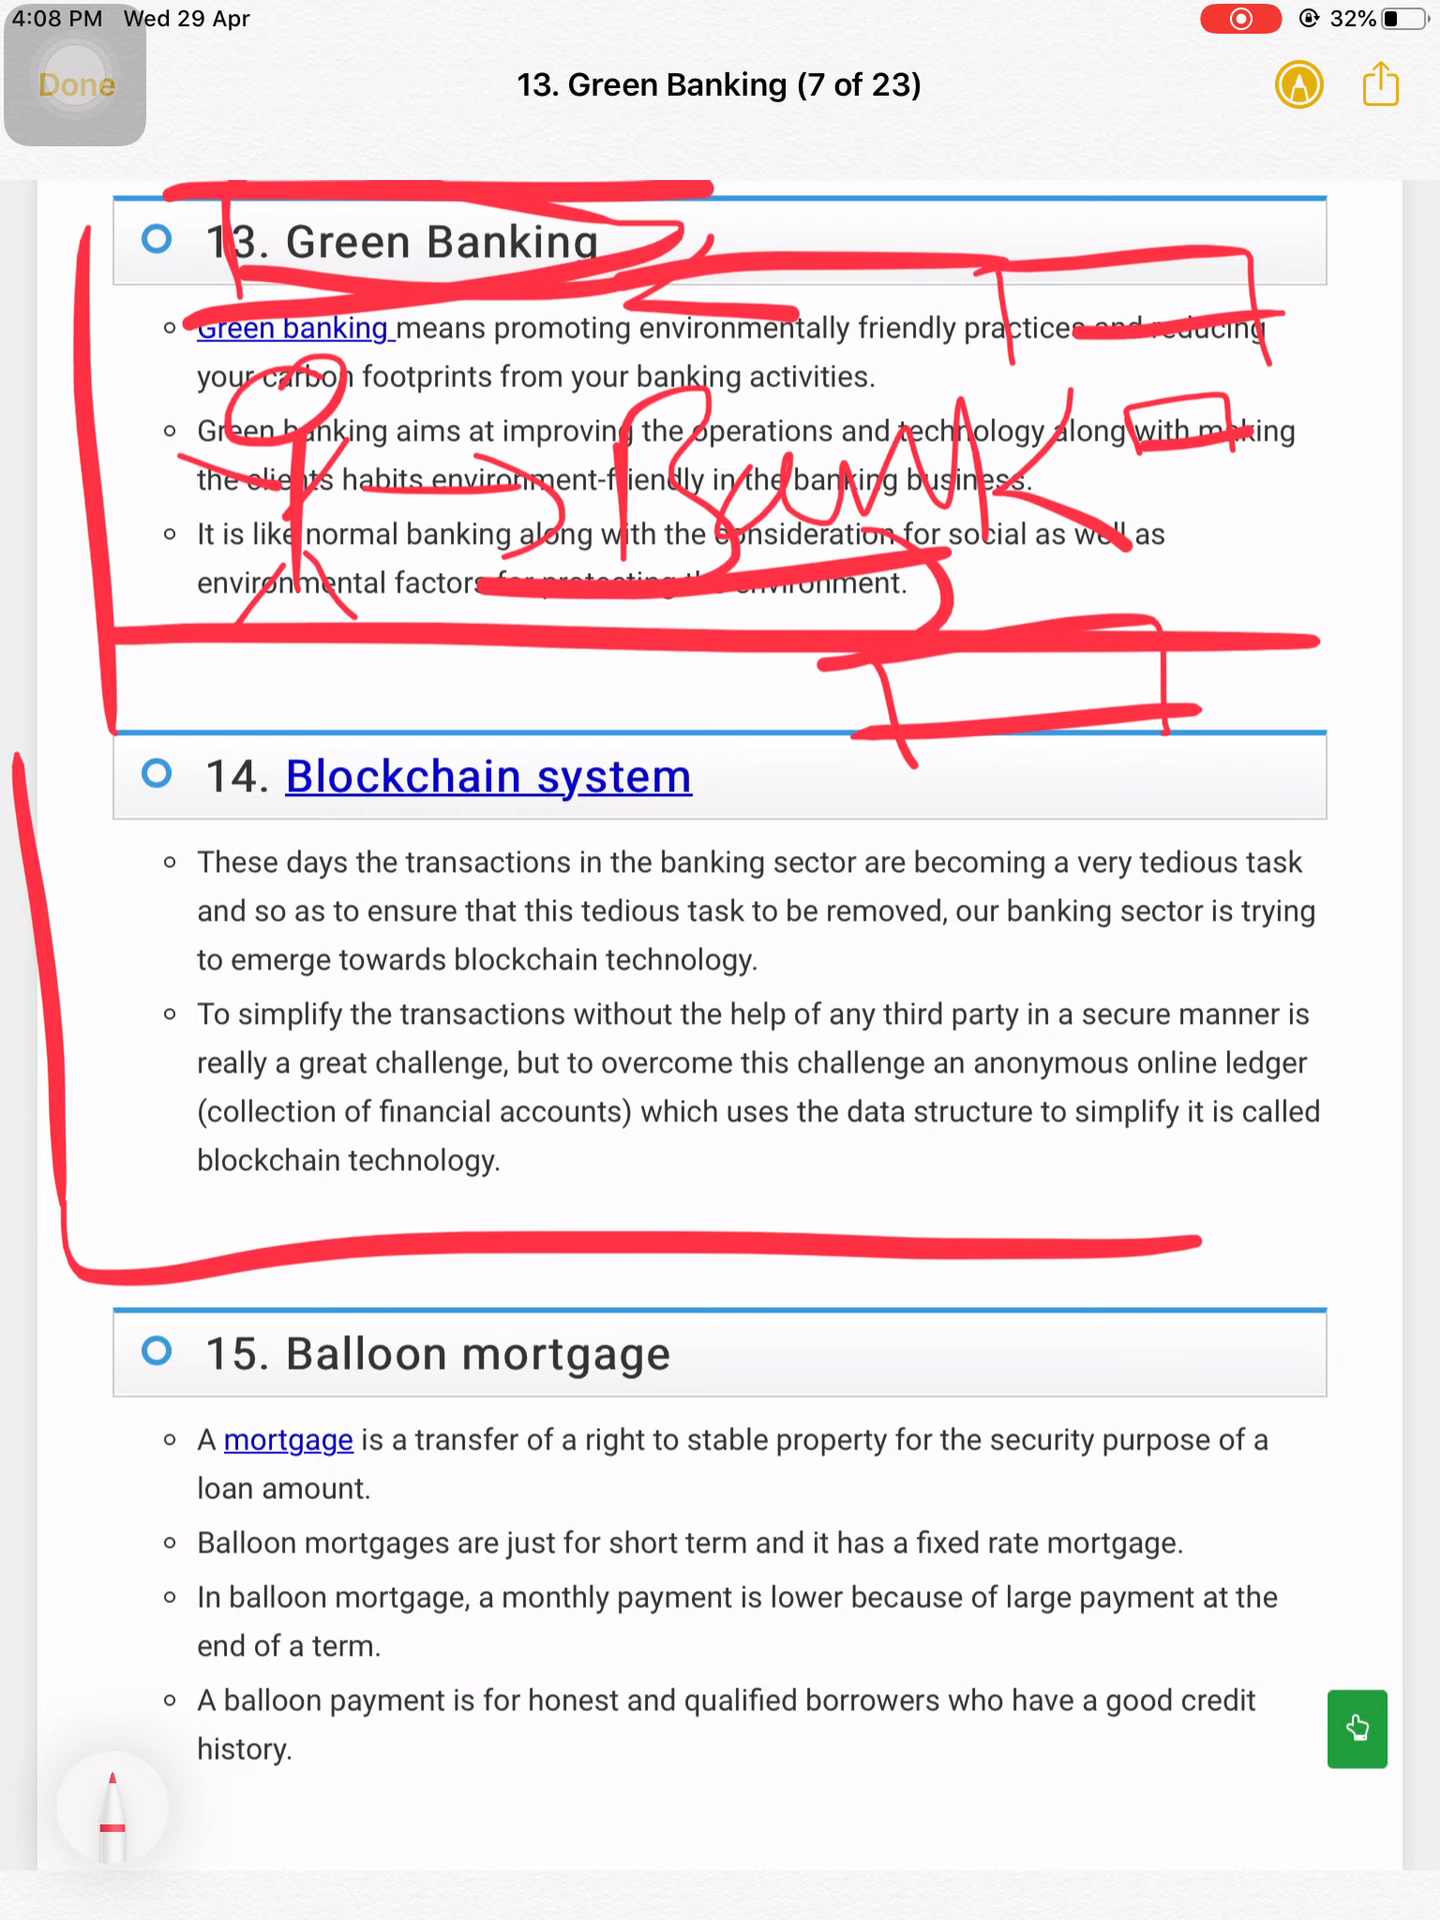 4:08 PM Wed 29 Apr
32%
Done
13. Green Banking (7 of 23)
13. Green Banking
Green banking means promoting environmentally friendly practices and reducing
your carbon footprints from your banking activities.
Green banking aims at improving the operations and technology along with making
the clients habits environment-friendly in the banking business.
Bank
It is like normal banking along with the consideration for social as well as
environmental factors for protecting the environment.
14. Blockchain system
These days the transactions in the banking sector are becoming a very tedious task
and so as to ensure that this tedious task to be removed, our banking sector is trying
to emerge towards blockchain technology.
To simplify the transactions without the help of any third party in a secure manner is
really a great challenge, but to overcome this challenge an anonymous online ledger
(collection of financial accounts) which uses the data structure to simplify it is called
blockchain technology.
15. Balloon mortgage
A mortgage is a transfer of a right to stable property for the security purpose of a
loan amount.
Balloon mortgages are just for short term and it has a fixed rate mortgage.
In balloon mortgage, a monthly payment is lower because of large payment at the
end of a term.
A balloon payment is for honest and qualified borrowers who have a good credit
history.